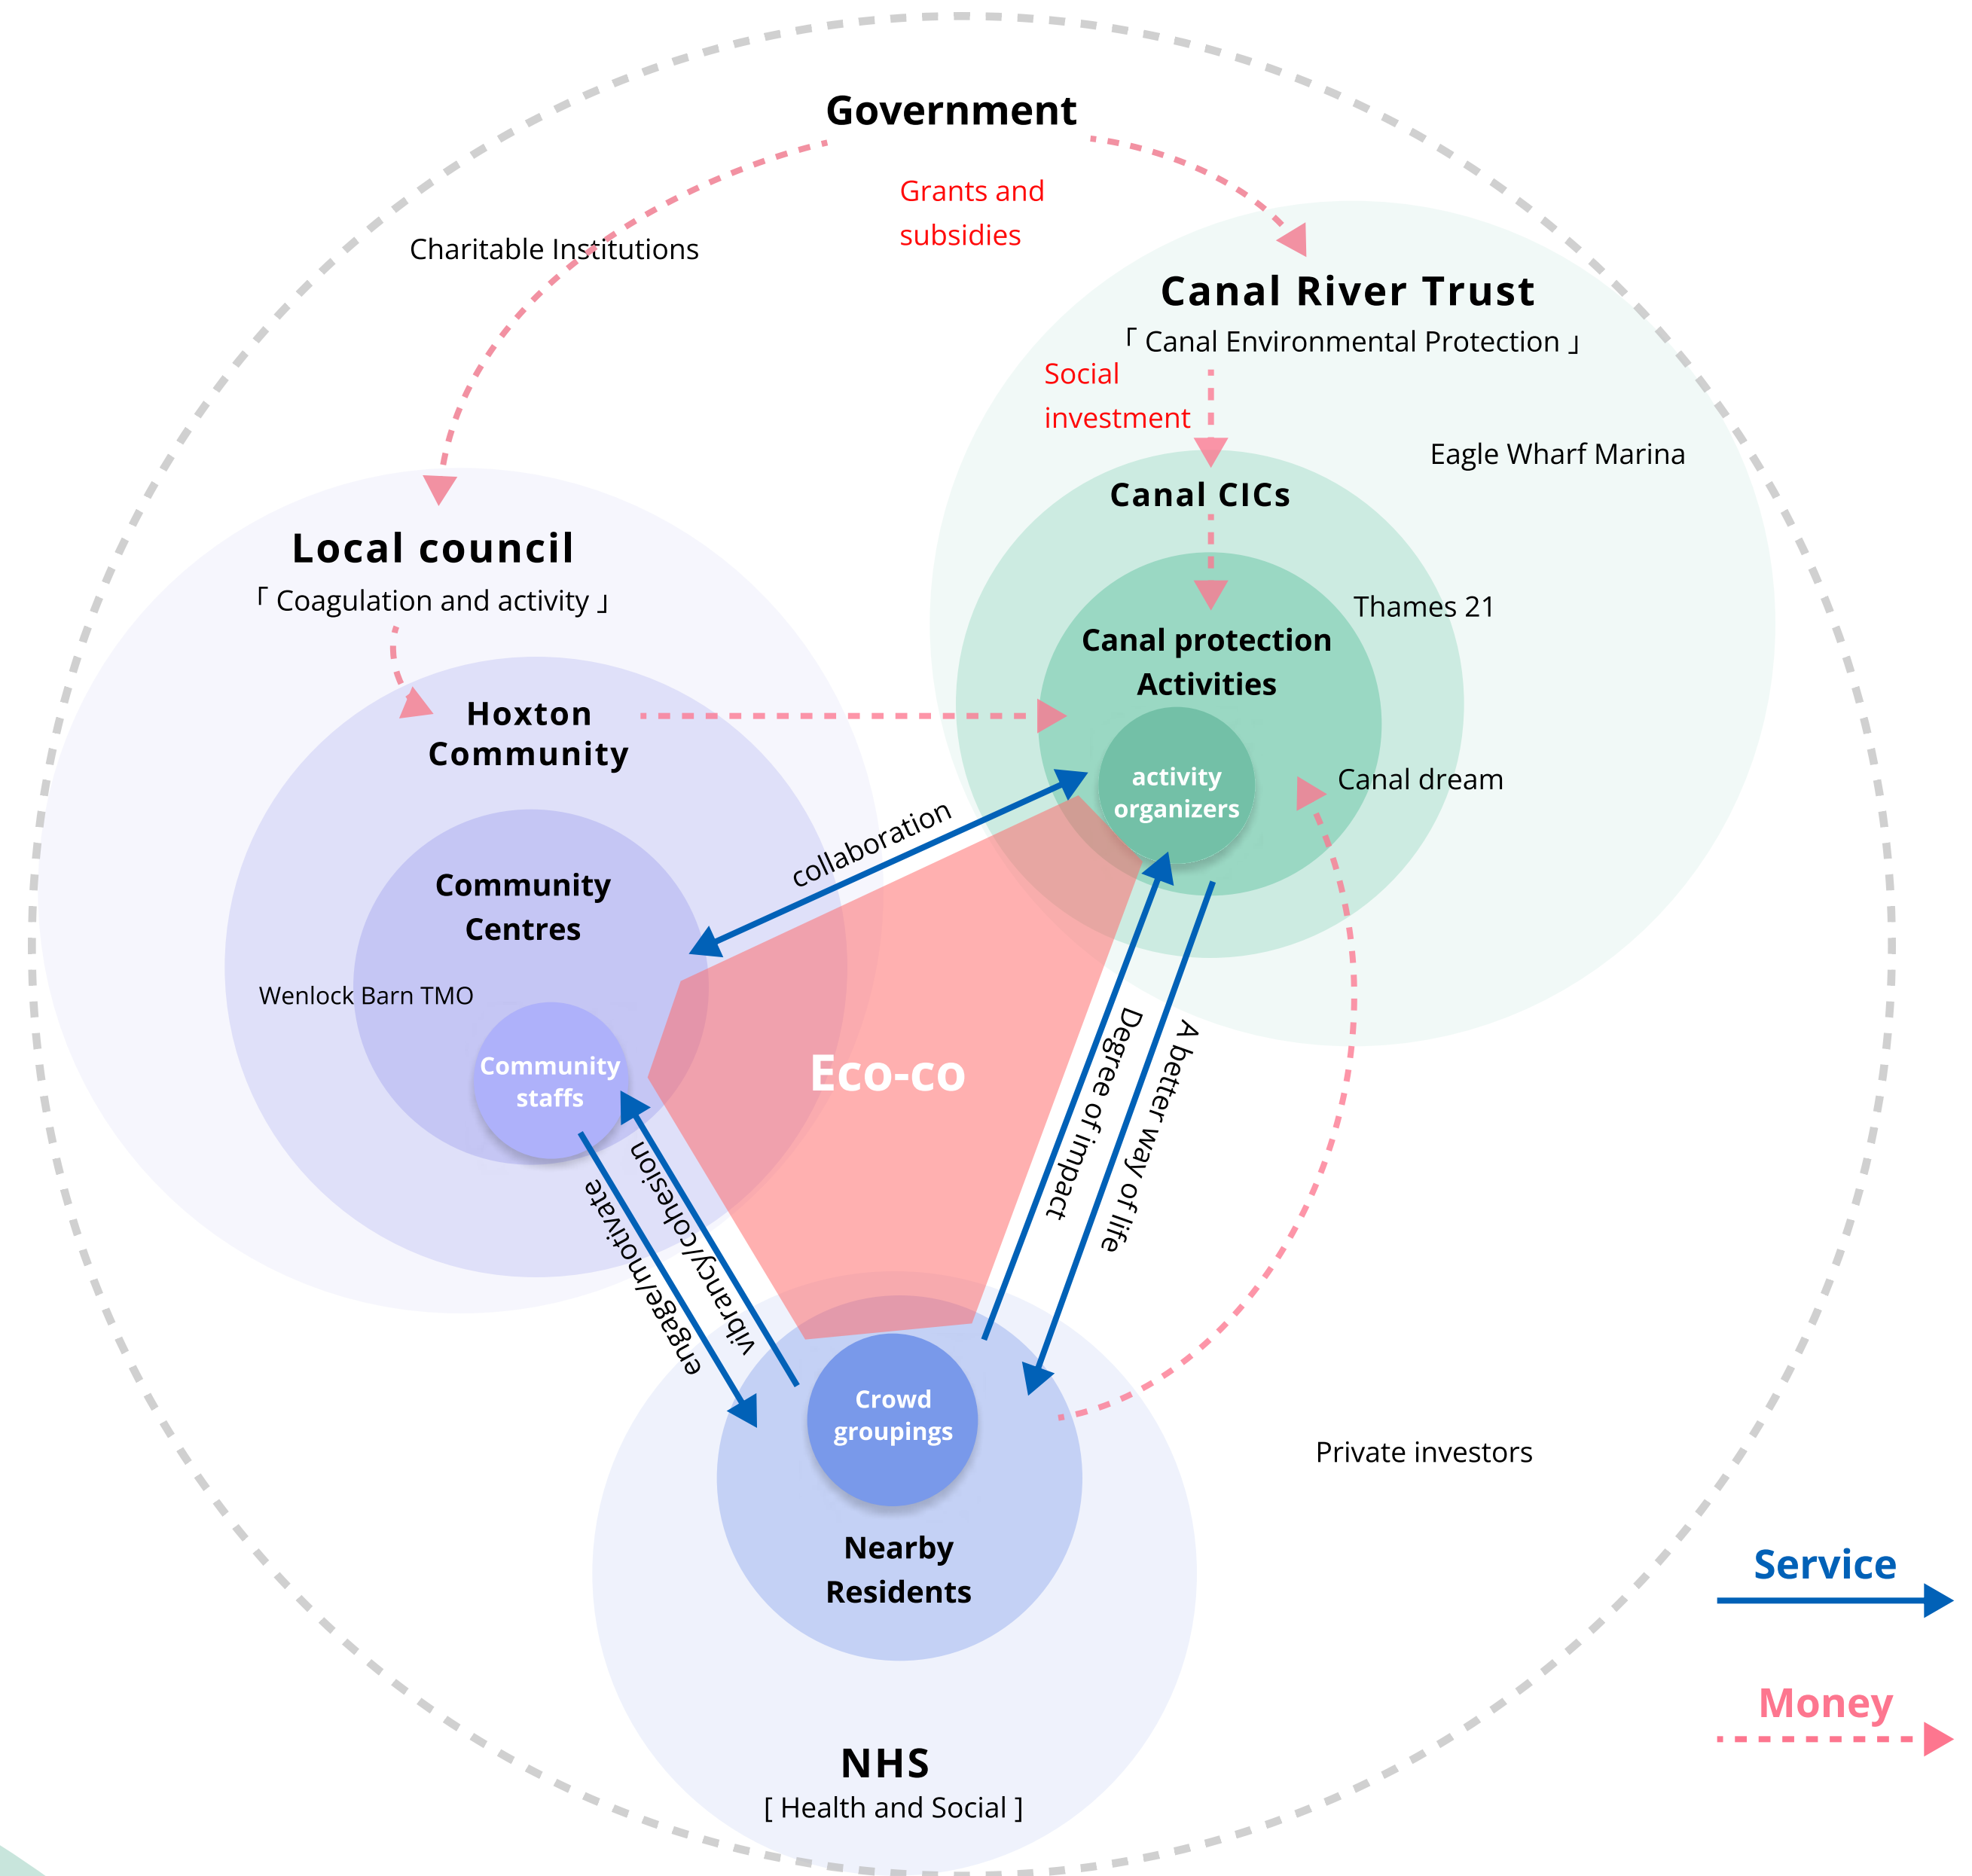 Government
Grants and
subsidies
Charitable Institutions
Canal River Trust
「 Canal Environmental Protection 」
Social
investment
Eagle Wharf Marina
Canal CICs
Local council
「 Coagulation and activity 」
Thames 21
Canal protection
Activities
Hoxton
Community
activity
organizers
Canal dream
collaboration
Community
Centres
Wenlock Barn TMO
Community
staffs
Eco-co
Degree of impact
A better way of life
vibrancy/cohesion
engage/motivate
Crowd
groupings
Private investors
Nearby
Residents
Service
Money
NHS
[ Health and Social ]